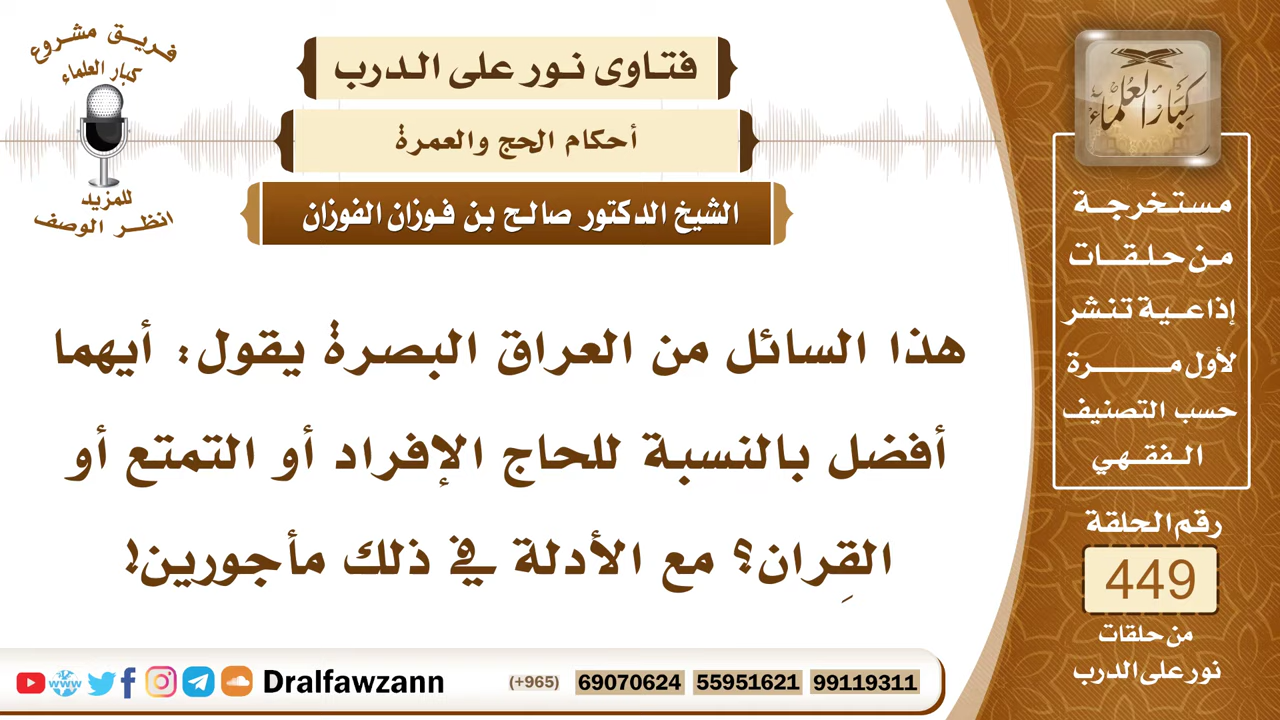 فريق مشروع
كبار العلماء
للمزيد
انظر الوصف
فتاوى نور على الدرب
أحكام الحج والعمرة
الشيخ الدكتور صالح بن فوزان الفوزان
هذا السائل من العراق البصرة يقول: أيهما
أفضل بالنسبة للحاج الإفراد أو التمتع أو
القِران؟ مع الأدلة في ذلك مأجورين!
كبار العلماء
مستخرجة
من حلقات
إذاعية تنشر
لأول مرة
حسب التصنيف
الفقهي
رقم الحلقة
449
من حلقات
نور على الدرب
www Dralfawzann (+965) 69070624 55951621 99119311